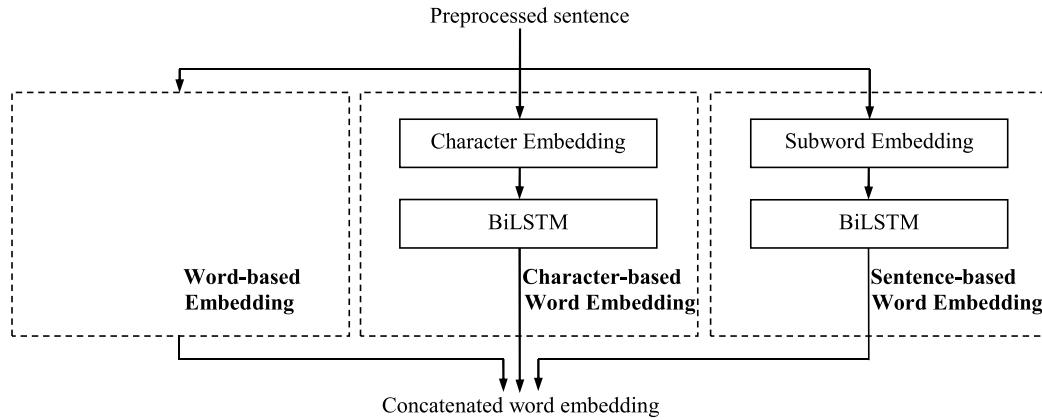 Preprocessed sentence
Character Embedding
Subword Embedding
BiLSTM
BiLSTM
Word-based
Embedding
Character-based
Word Embedding
Sentence-based
Word Embedding
Concatenated word embedding